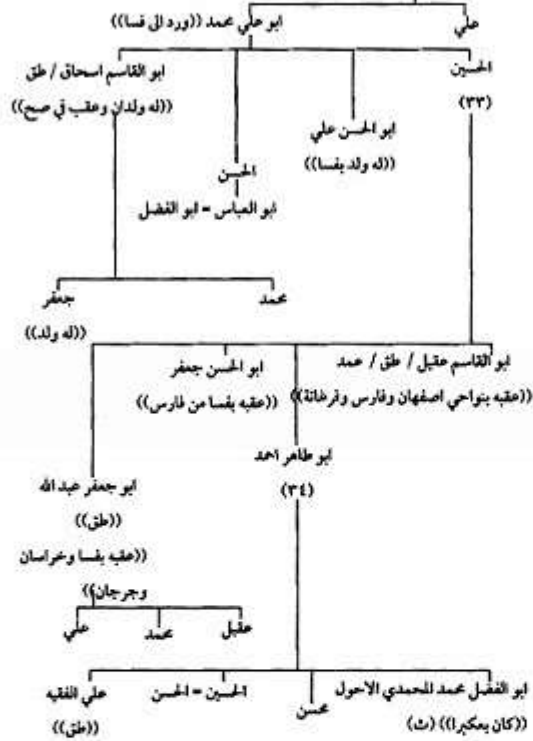 علي
ابو علي محمد ((ورد الى فسا))
الحسين
(٣٣)
ابو الحسن علي
((له ولد بفسا))
الحسن
ابو العباس = ابو الفضل
ابو القاسم اسحاق / طق
((له ولدان وعقب في صح))
محمد
جعفر
((له ولد))
ابو القاسم عقيل / طق / عمد
((عقبه بنواحي اصفهان وفارس وفرغانة))
ابو طاهر احمد
(٣٤)
ابو الحسن جعفر
((عقبه بفسا من فارس))
ابو جعفر عبد الله
((طق))
((عقبه بفسا وخراسان
وجرجان))
عقيل
محمد
علي
ابو الفضل محمد المحمدي الاحول
((كان بعكبرا)) (ث)
محسن
الحسين = الحسن
علي الفقيه
((طق))